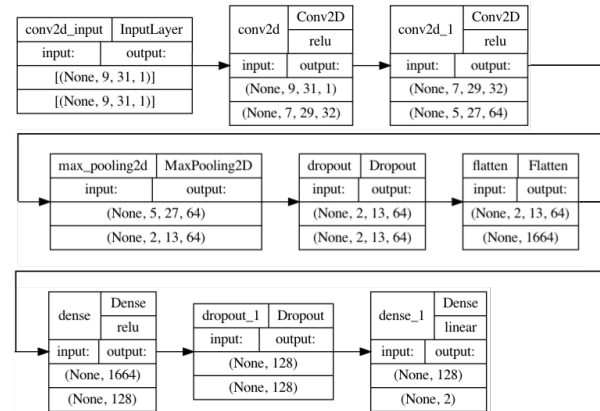 conv2d_input InputLayer
input: output:
[(None, 9, 31, 1)]
[(None, 9, 31, 1)]
conv2d Conv2D
relu
input: output:
(None, 9, 31, 1)
(None, 7, 29, 32)
conv2d_1 Conv2D
relu
input: output:
(None, 7, 29, 32)
(None, 5, 27, 64)
max_pooling2d MaxPooling2D
input: output:
(None, 5, 27, 64)
(None, 2, 13, 64)
dropout Dropout
input: output:
(None, 2, 13, 64)
(None, 2, 13, 64)
flatten Flatten
input: output:
(None, 2, 13, 64)
(None, 1664)
dense Dense
relu
input: output:
(None, 1664)
(None, 128)
dropout_1 Dropout
input: output:
(None, 128)
(None, 128)
dense_1 Dense
linear
input: output:
(None, 128)
(None, 2)